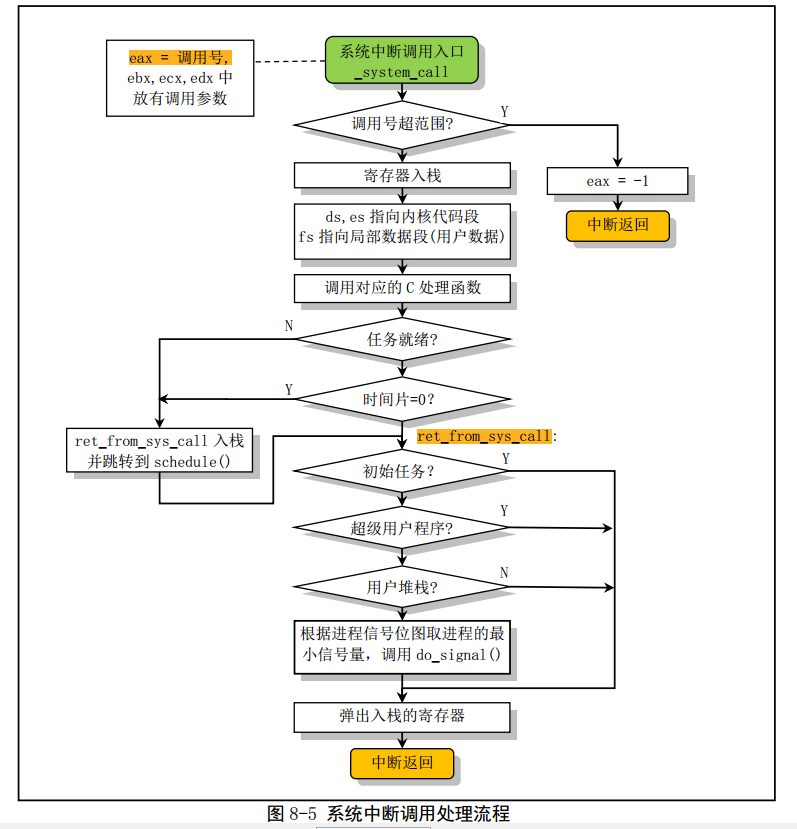 eax = 调用号,
ebx,ecx,edx 中
放有调用参数
系统中断调用入口
_system_call
调用号超范围?
Y
寄存器入栈
eax = -1
ds,es 指向内核代码段
fs 指向局部数据段(用户数据)
中断返回
调用对应的 C 处理函数
N
任务就绪?
Y
时间片=0?
ret_from_sys_call 入栈
并跳转到 schedule()
ret_from_sys_call:
初始任务?
Y
超级用户程序?
Y
用户堆栈?
N
根据进程信号位图取进程的最
小信号量, 调用 do_signal()
弹出入栈的寄存器
中断返回
图 8-5 系统中断调用处理流程